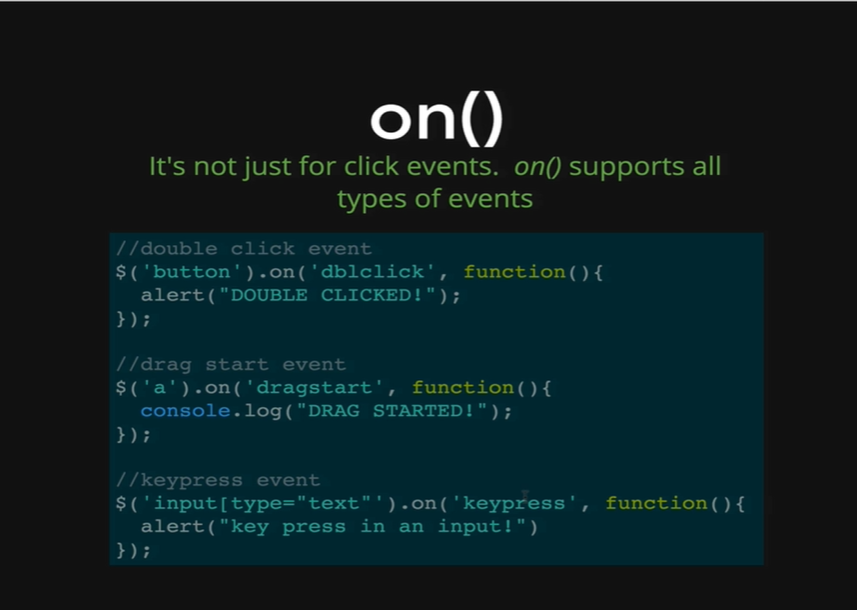 on()
It's not just for click events. on() supports all
types of events
//double click event
$('button').on('dblclick', function(){
  alert("DOUBLE CLICKED!");
});
//drag start event
$('a').on('dragstart', function(){
  console.log("DRAG STARTED!");
});
//keypress event
$('input[type="text"').on('keypress', function(){
  alert("key press in an input!")
});